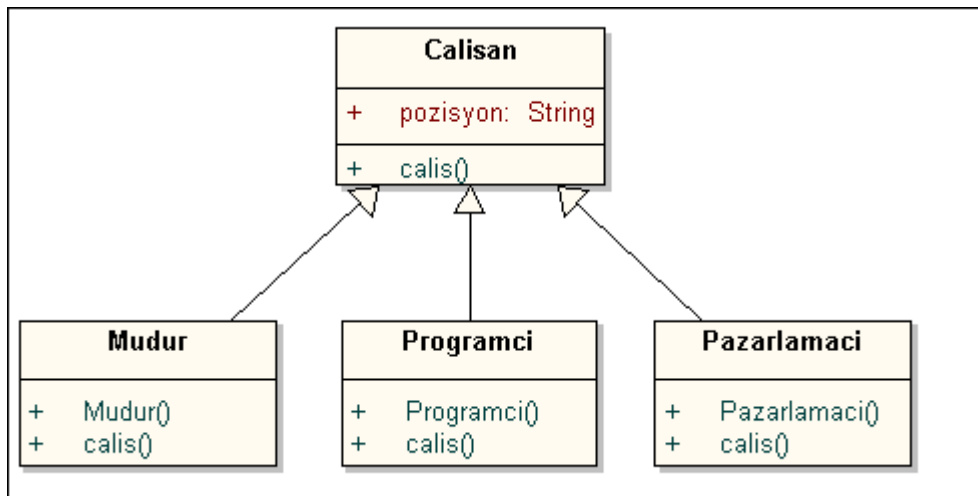 Calisan
+ pozisyon: String
+ calis()
Mudur
+ Mudur()
+ calis()
Programci
+ Programci()
+ calis()
Pazarlamaci
+ Pazarlamaci()
+ calis()